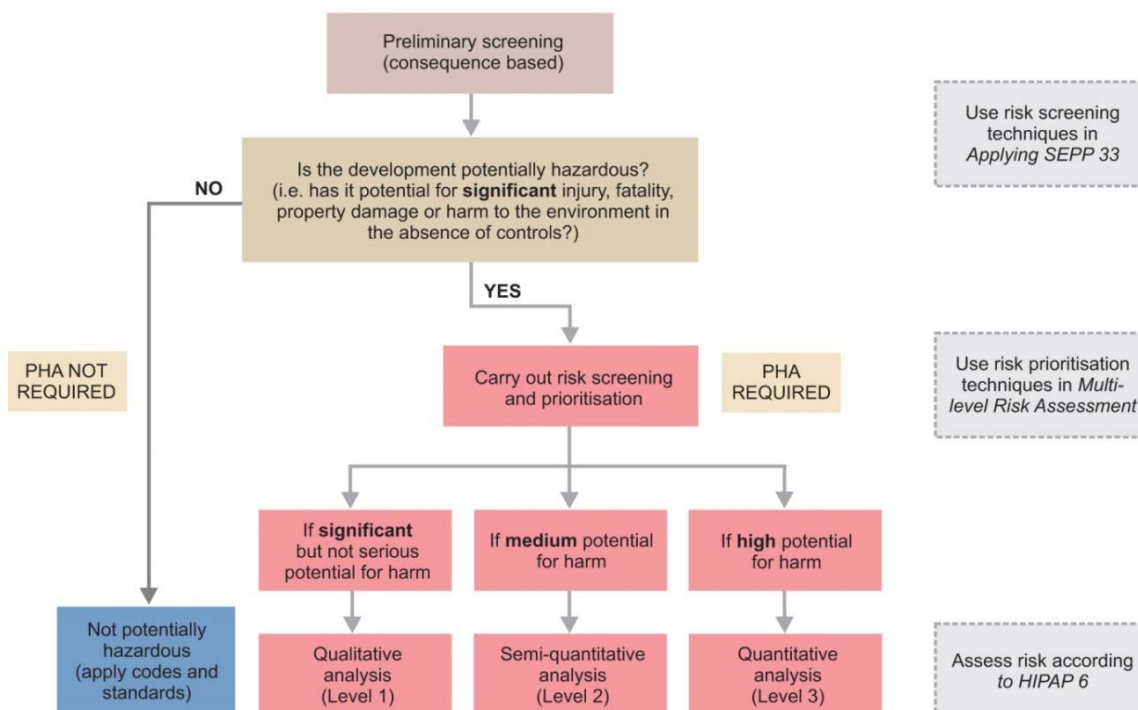 Preliminary screening
(consequence based)
Use risk screening
techniques in
Applying SEPP 33
Is the development potentially hazardous?
(i.e. has it potential for significant injury, fatality,
property damage or harm to the environment in
the absence of controls?)
NO
YES
PHA NOT
REQUIRED
Carry out risk screening
and prioritisation
PHA
REQUIRED
Use risk prioritisation
techniques in Multi-
level Risk Assessment
If significant
but not serious
potential for harm
If medium potential
for harm
If high potential
for harm
Not potentially
hazardous
(apply codes and
standards)
Qualitative
analysis
(Level 1)
Semi-quantitative
analysis
(Level 2)
Quantitative
analysis
(Level 3)
Assess risk according
to HIPAP 6